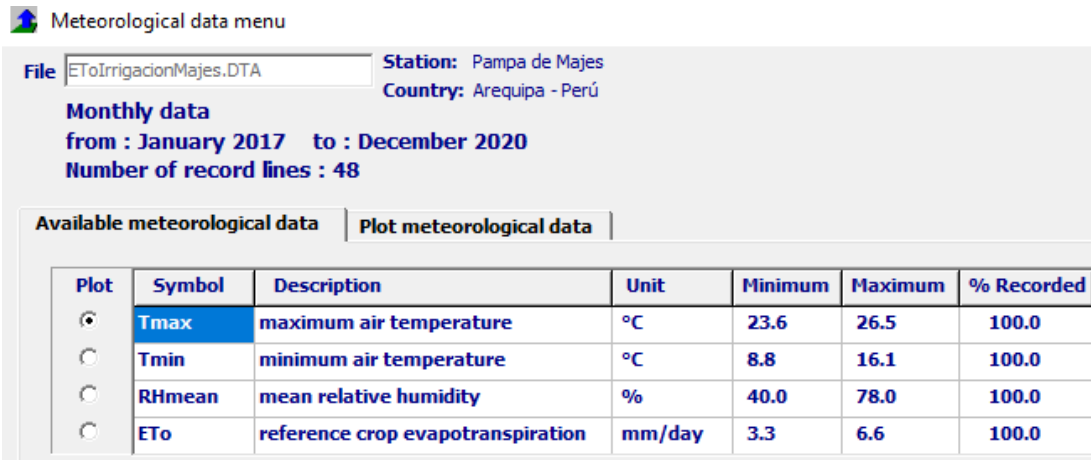 Meteorological data menu
File EToIrrigacionMajes.DTA Station: Pampa de Majes
Country: Arequipa - Perú
Monthly data
from : January 2017 to : December 2020
Number of record lines : 48
Available meteorological data Plot meteorological data
Plot Symbol Description Unit Minimum Maximum % Recorded
Tmax maximum air temperature °C 23.6 26.5 100.0
Tmin minimum air temperature °C 8.8 16.1 100.0
RHmean mean relative humidity % 40.0 78.0 100.0
ETo reference crop evapotranspiration mm/day 3.3 6.6 100.0